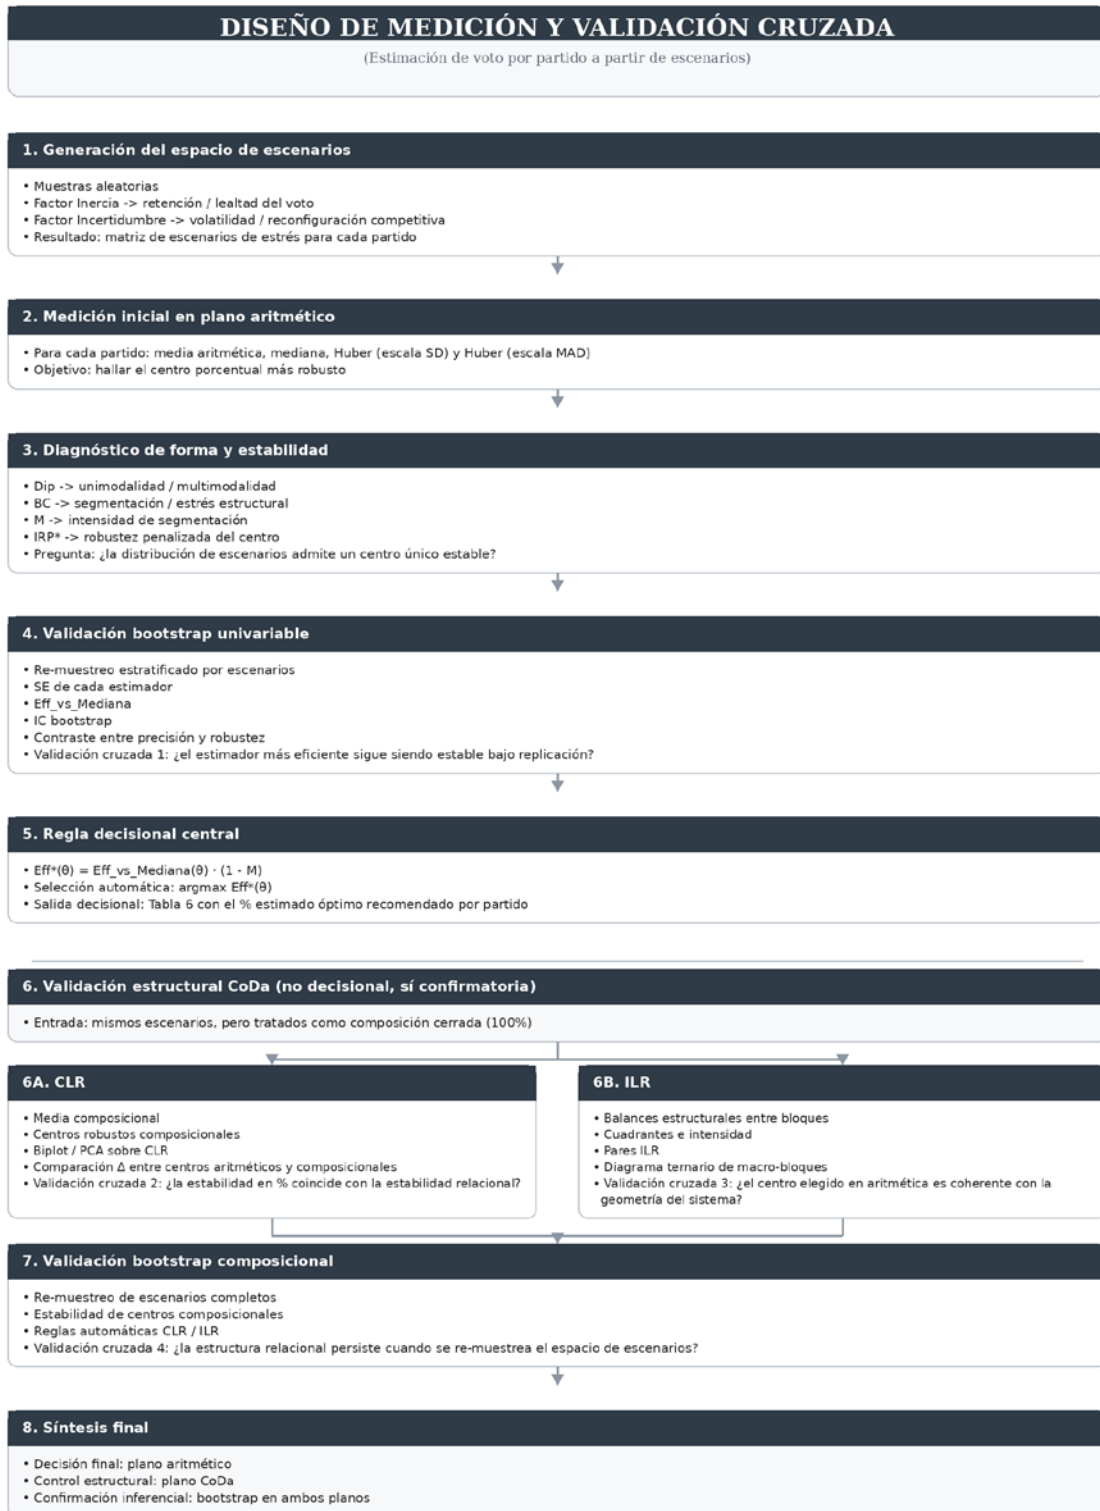 DISEÑO DE MEDICIÓN Y VALIDACIÓN CRUZADA
(Estimación de voto por partido a partir de escenarios)
1. Generación del espacio de escenarios
• Muestras aleatorias
• Factor Inercia -> retención / lealtad del voto
• Factor Incertidumbre -> volatilidad / reconfiguración competitiva
• Resultado: matriz de escenarios de estrés para cada partido
2. Medición inicial en plano aritmético
• Para cada partido: media aritmética, mediana, Huber (escala SD) y Huber (escala MAD)
• Objetivo: hallar el centro porcentual más robusto
3. Diagnóstico de forma y estabilidad
• Dip -> unimodalidad / multimodalidad
• BC -> segmentación / estrés estructural
• M -> intensidad de segmentación
• IRP* -> robustez penalizada del centro
• Pregunta: ¿la distribución de escenarios admite un centro único estable?
4. Validación bootstrap univariable
• Re-muestreo estratificado por escenarios
• SE de cada estimador
• Eff_vs_Mediana
• IC bootstrap
• Contraste entre precisión y robustez
• Validación cruzada 1: ¿el estimador más eficiente sigue siendo estable bajo replicación?
5. Regla decisional central
• Eff*(θ) = Eff_vs_Mediana(θ) · (1 - M)
• Selección automática: argmax Eff*(θ)
• Salida decisional: Tabla 6 con el % estimado óptimo recomendado por partido
6. Validación estructural CoDa (no decisional, sí confirmatoria)
• Entrada: mismos escenarios, pero tratados como composición cerrada (100%)
6A. CLR
• Media composicional
• Centros robustos composicionales
• Biplot / PCA sobre CLR
• Comparación Δ entre centros aritméticos y composicionales
• Validación cruzada 2: ¿la estabilidad en % coincide con la estabilidad relacional?
6B. ILR
• Balances estructurales entre bloques
• Cuadrantes e intensidad
• Pares ILR
• Diagrama ternario de macro-bloques
• Validación cruzada 3: ¿el centro elegido en aritmética es coherente con la
geometría del sistema?
7. Validación bootstrap composicional
• Re-muestreo de escenarios completos
• Estabilidad de centros composicionales
• Reglas automáticas CLR / ILR
• Validación cruzada 4: ¿la estructura relacional persiste cuando se re-muestrea el espacio de escenarios?
8. Síntesis final
• Decisión final: plano aritmético
• Control estructural: plano CoDa
• Confirmación inferencial: bootstrap en ambos planos